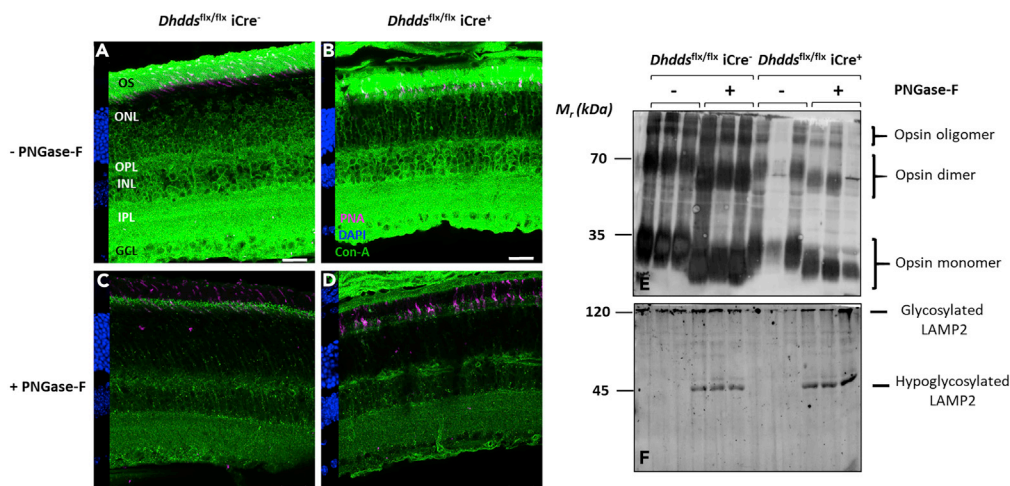 Dhdds^flx/flx iCre^-
Dhdds^flx/flx iCre^+
A
OS
ONL
OPL
INL
IPL
GCL
B
PNA
DAPI
Con-A
- PNGase-F
C
D
+ PNGase-F
Dhdds^flx/flx iCre^- Dhdds^flx/flx iCre^+
- + - + PNGase-F
M_r (kDa)
Opsin oligomer
70
Opsin dimer
35
Opsin monomer
E
120
Glycosylated
LAMP2
45
Hypoglycosylated
LAMP2
F